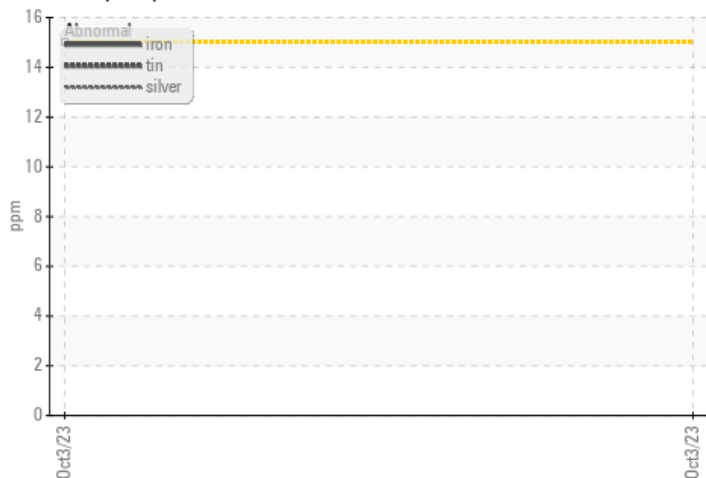 16
Abnormal
iron
tin
silver
14
12
10
8
6
4
2
0
ppm
Oct3/23
Oct3/23